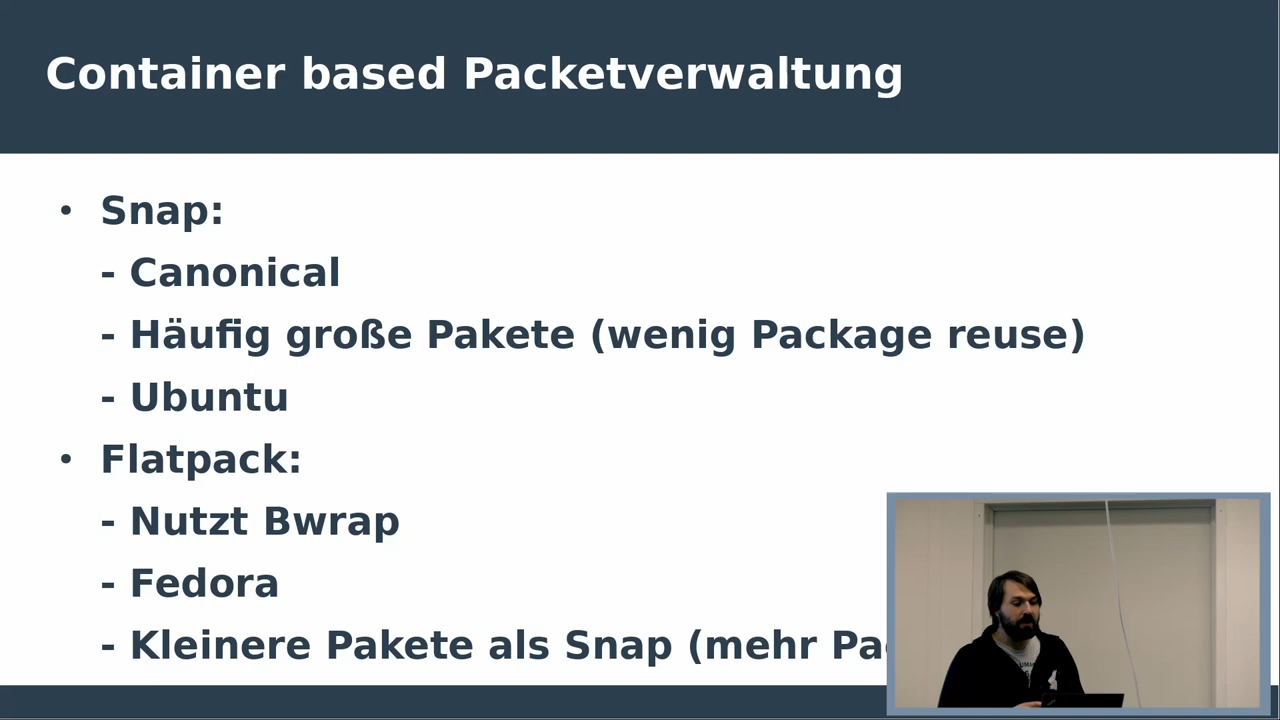 Container based Packetverwaltung
• Snap:
- Canonical
- Häufig große Pakete (wenig Package reuse)
- Ubuntu
• Flatpack:
- Nutzt Bwrap
- Fedora
- Kleinere Pakete als Snap (mehr